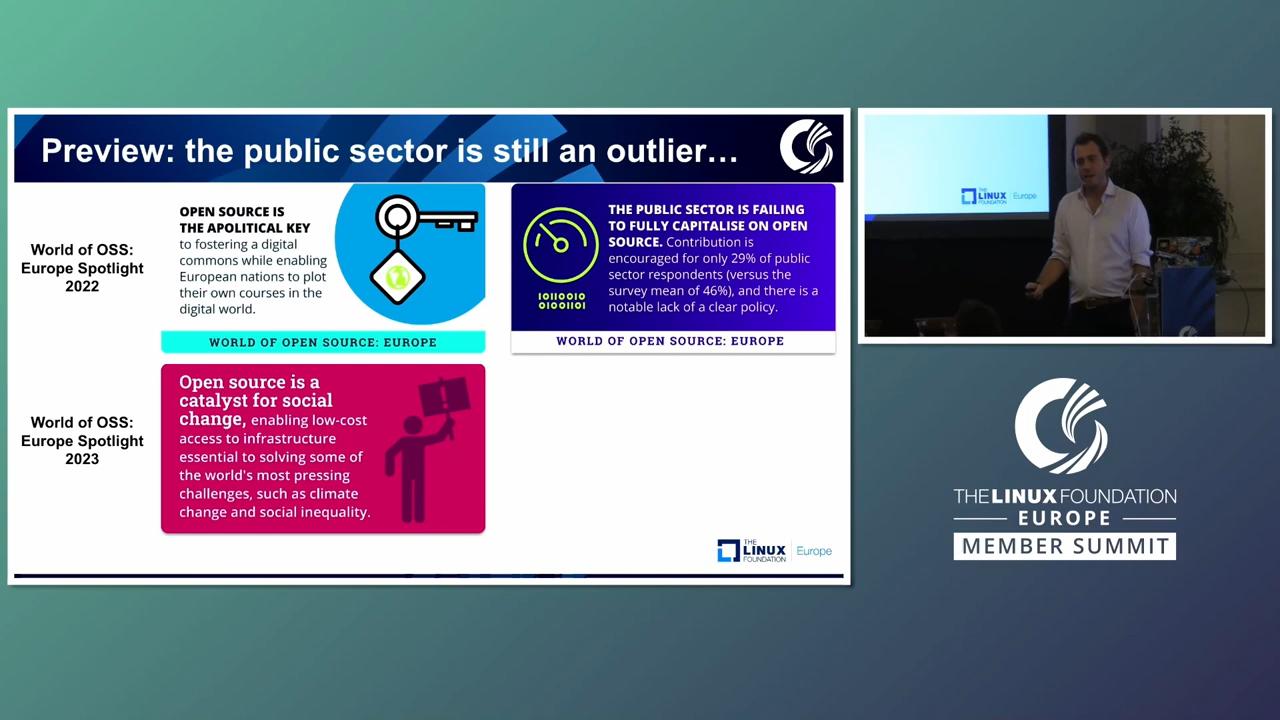 Preview: the public sector is still an outlier…
World of OSS:
Europe Spotlight
2022
OPEN SOURCE IS
THE APOLITICAL KEY
to fostering a digital
commons while enabling
European nations to plot
their own courses in the
digital world.
WORLD OF OPEN SOURCE: EUROPE
THE PUBLIC SECTOR IS FAILING
TO FULLY CAPITALISE ON OPEN
SOURCE. Contribution is
encouraged for only 29% of public
sector respondents (versus the
survey mean of 46%), and there is a
notable lack of a clear policy.
10110010
01001101
WORLD OF OPEN SOURCE: EUROPE
World of OSS:
Europe Spotlight
2023
Open source is a
catalyst for social
change, enabling low-cost
access to infrastructure
essential to solving some of
the world's most pressing
challenges, such as climate
change and social inequality.
THE
LINUX
FOUNDATION
Europe
THE
LINUX
FOUNDATION
Europe
THE LINUX FOUNDATION
EUROPE
MEMBER SUMMIT